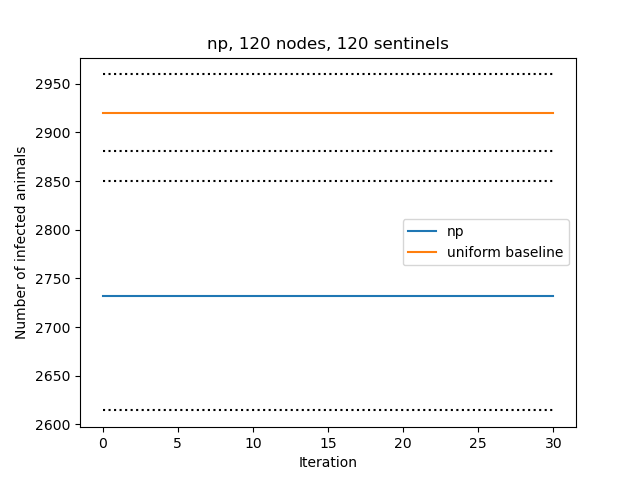 np, 120 nodes, 120 sentinels
Number of infected animals
2950
2900
2850
2800
2750
2700
2650
2600
np
uniform baseline
0 5 10 15 20 25 30
Iteration